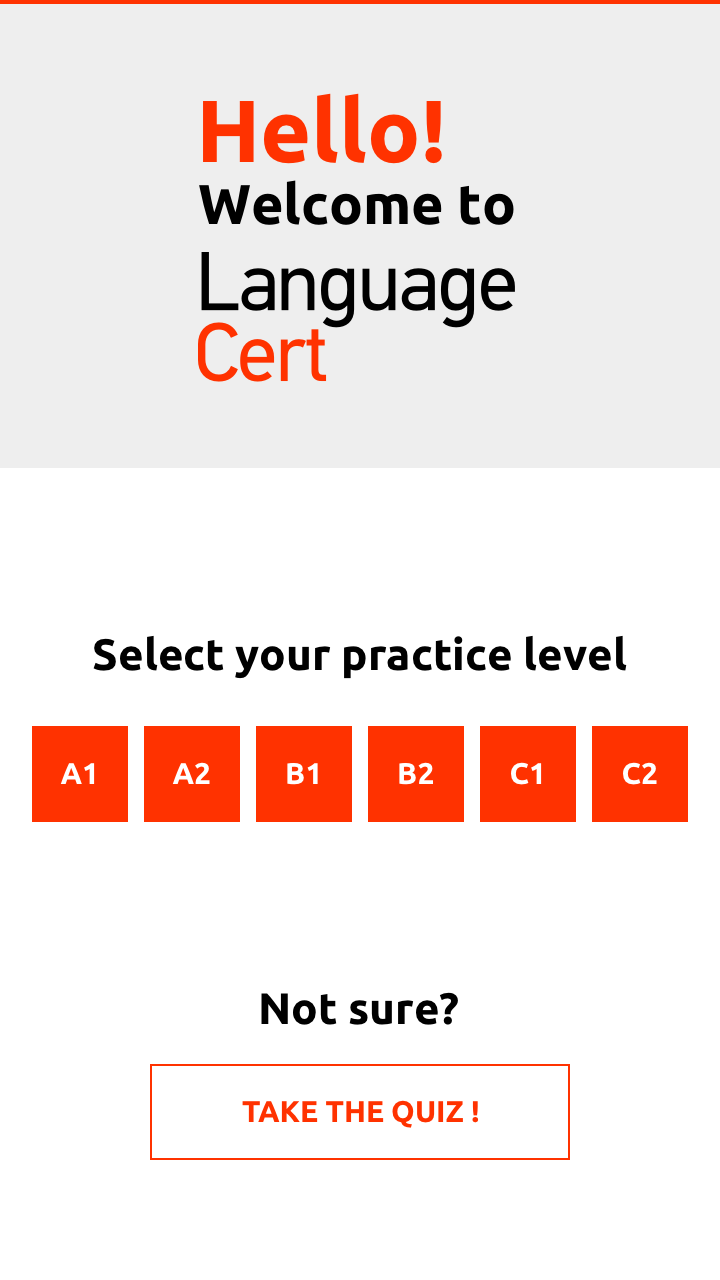 Hello!
Welcome to
Language
Cert
Select your practice level
A1 A2 B1 B2 C1 C2
Not sure?
TAKE THE QUIZ !